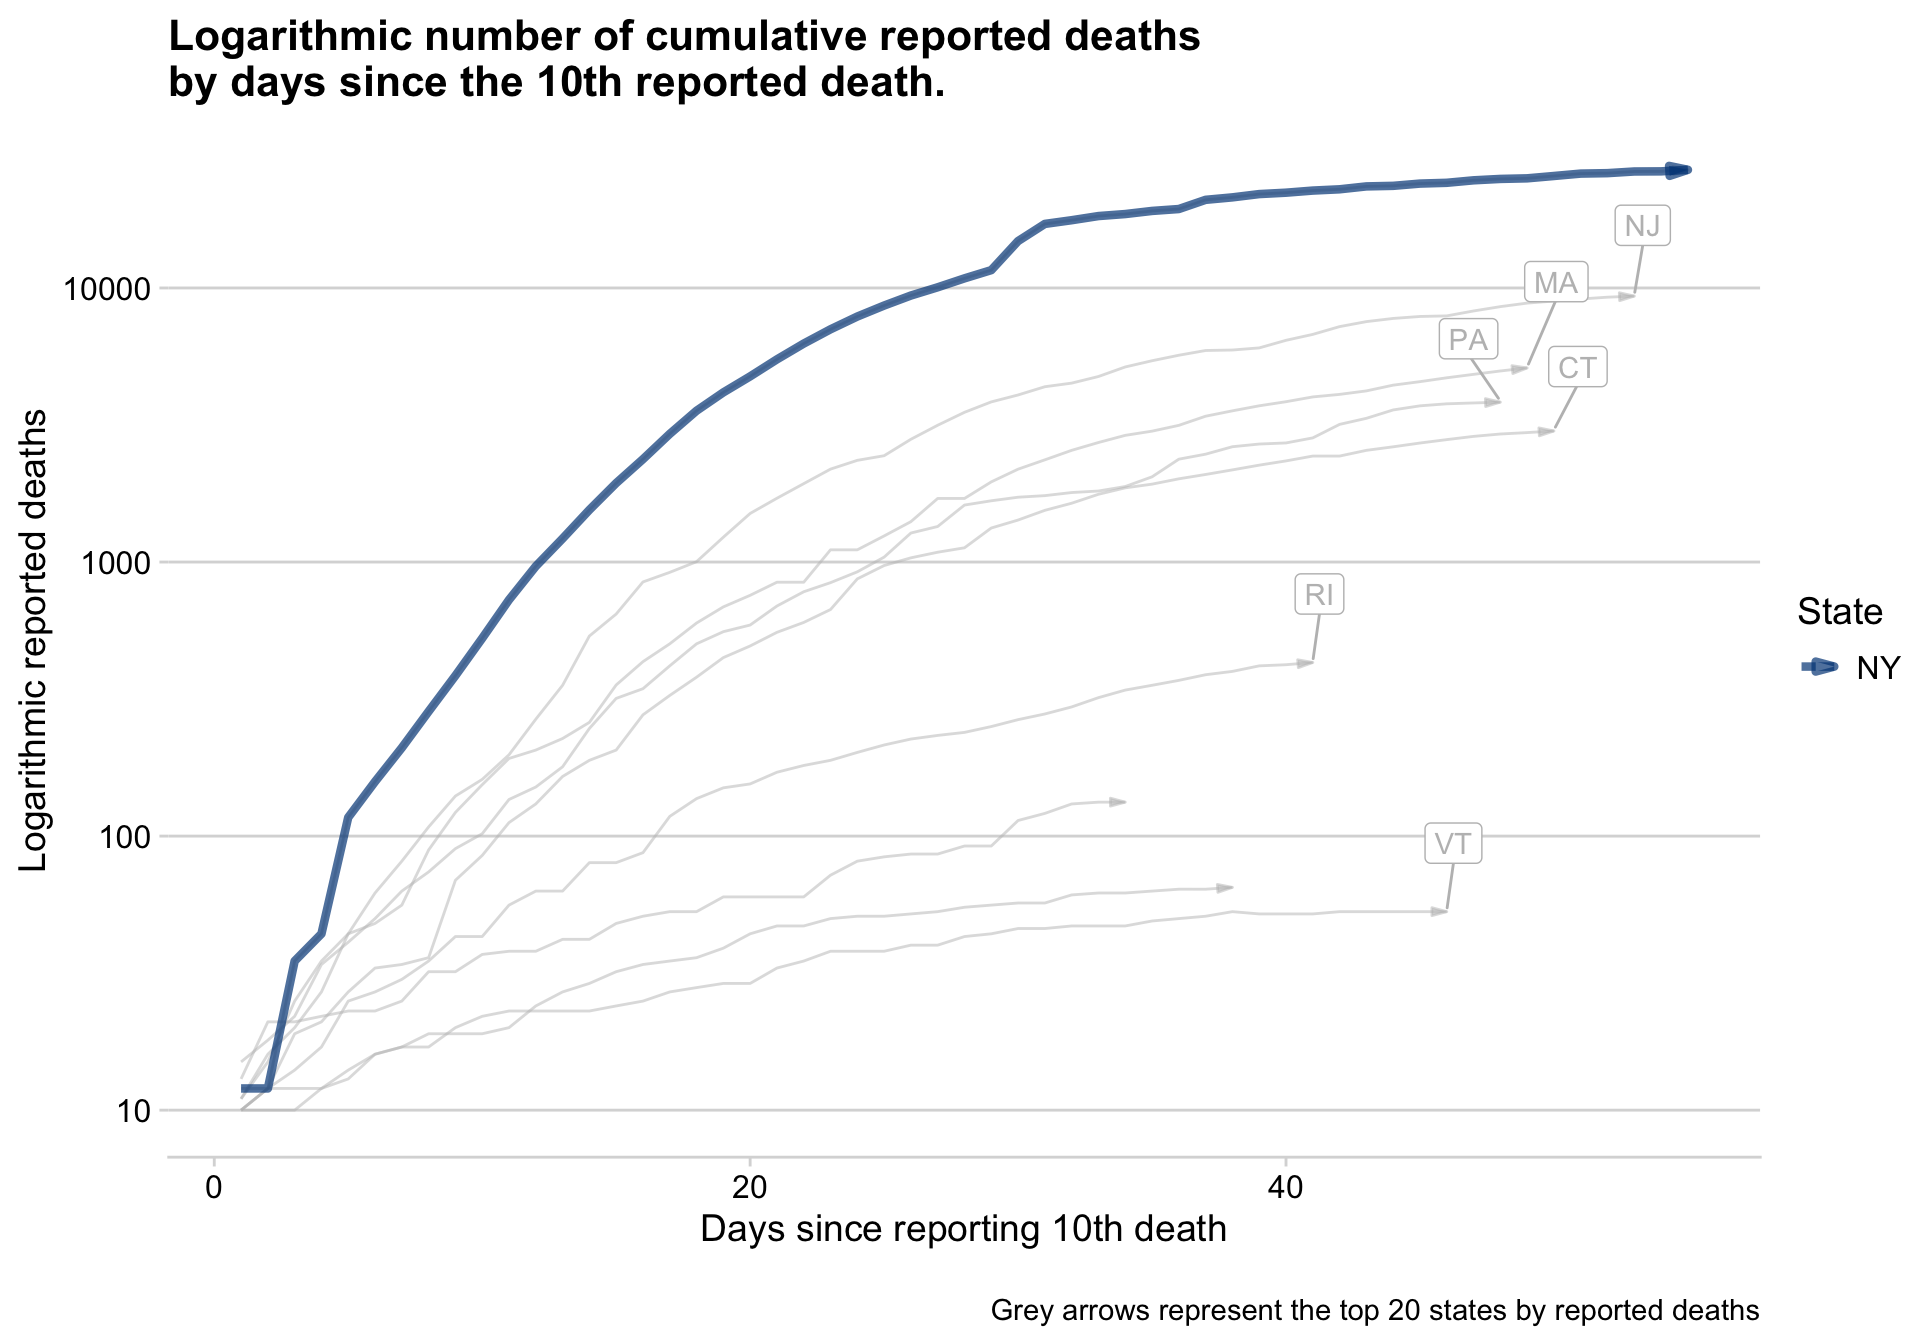 Logarithmic number of cumulative reported deaths
by days since the 10th reported death.
NJ
MA
PA
CT
RI
VT
10000
1000
100
10
Logarithmic reported deaths
0
20
40
Days since reporting 10th death
State
NY
Grey arrows represent the top 20 states by reported deaths